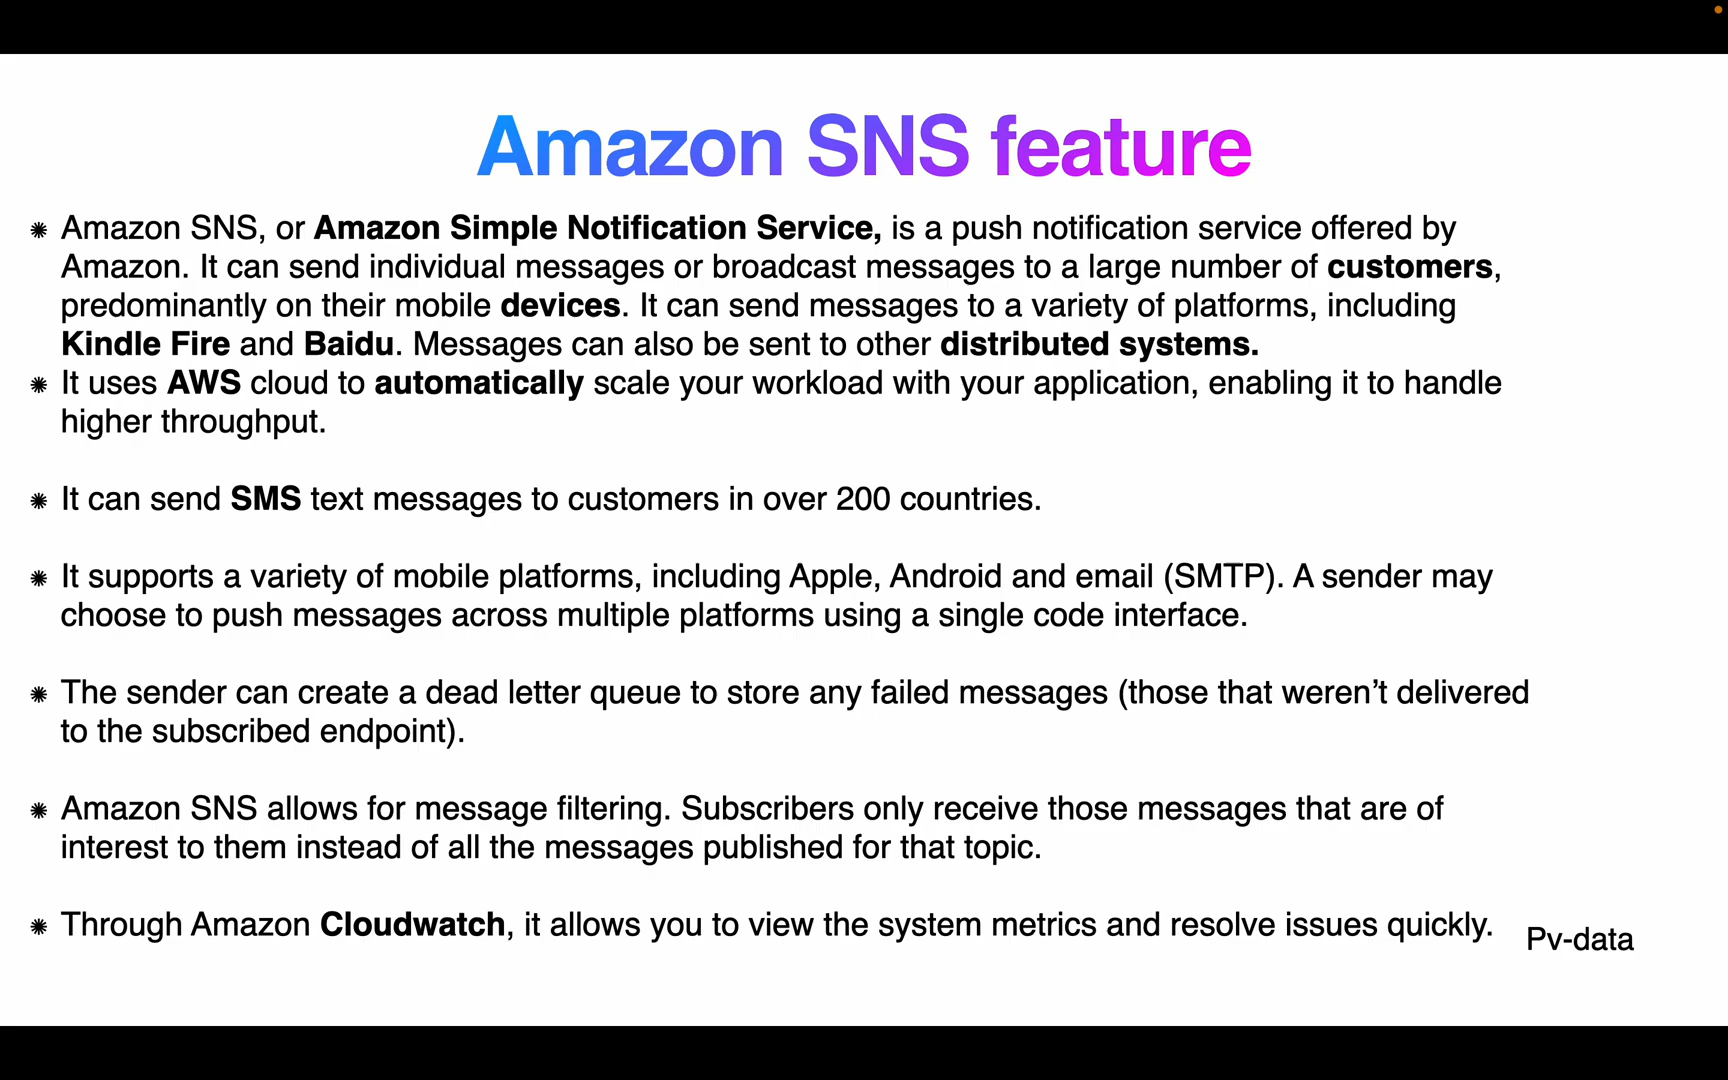 Amazon SNS feature
⁕ Amazon SNS, or Amazon Simple Notification Service, is a push notification service offered by
Amazon. It can send individual messages or broadcast messages to a large number of customers,
predominantly on their mobile devices. It can send messages to a variety of platforms, including
Kindle Fire and Baidu. Messages can also be sent to other distributed systems.
⁕ It uses AWS cloud to automatically scale your workload with your application, enabling it to handle
higher throughput.
⁕ It can send SMS text messages to customers in over 200 countries.
⁕ It supports a variety of mobile platforms, including Apple, Android and email (SMTP). A sender may
choose to push messages across multiple platforms using a single code interface.
⁕ The sender can create a dead letter queue to store any failed messages (those that weren’t delivered
to the subscribed endpoint).
⁕ Amazon SNS allows for message filtering. Subscribers only receive those messages that are of
interest to them instead of all the messages published for that topic.
⁕ Through Amazon Cloudwatch, it allows you to view the system metrics and resolve issues quickly.
Pv-data